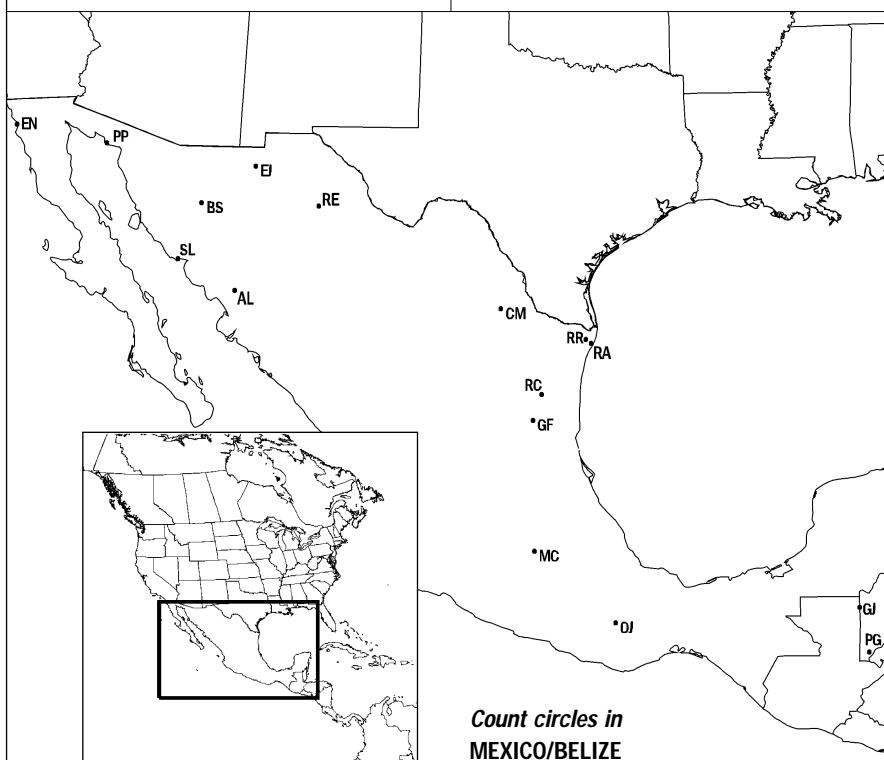 EN
PP
EJ
BS
RE
SL
AL
CM
RR
RA
RC
GF
MC
GJ
OJ
PG
Count circles in
MEXICO/BELIZE